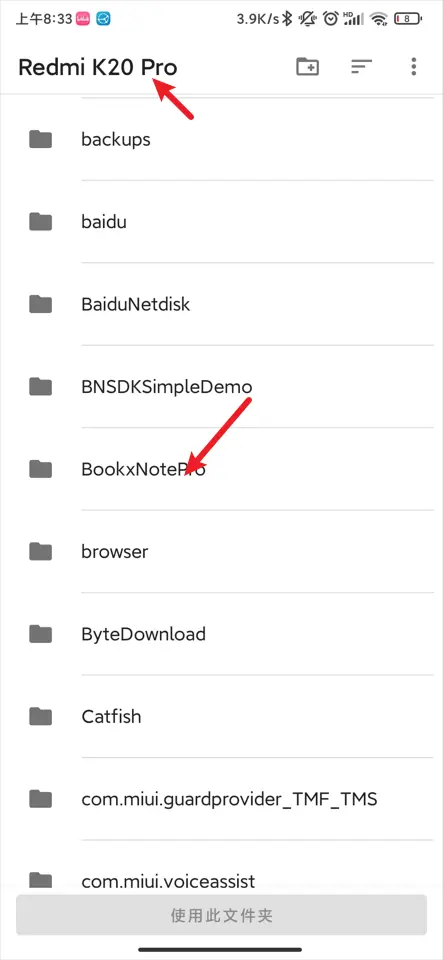 上午8:33
3.9K/s HD 8
Redmi K20 Pro
backups
baidu
BaiduNetdisk
BNSDKSimpleDemo
BookxNotePro
browser
ByteDownload
Catfish
com.miui.guardprovider_TMF_TMS
com.miui.voiceassist
使用此文件夹